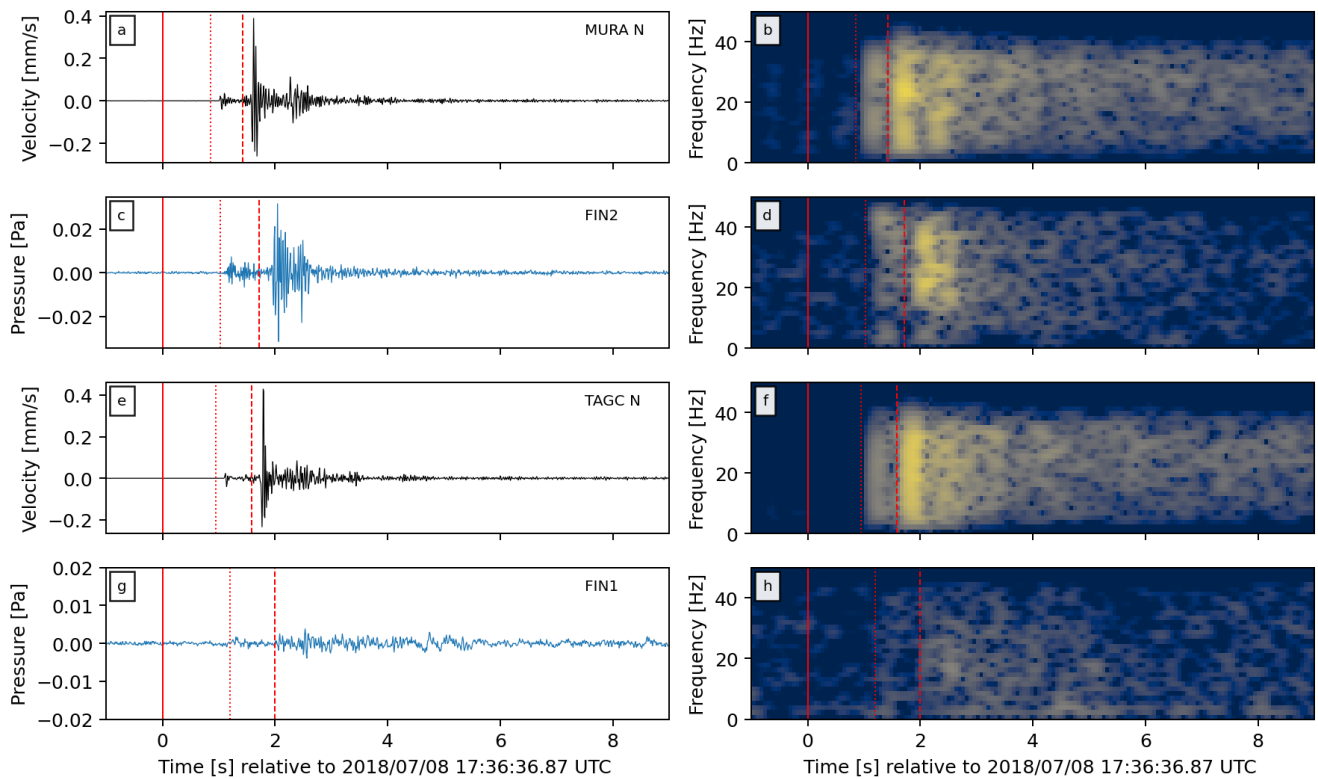 a
MURA N
Velocity [mm/s]
0.4
0.2
0.0
−0.2
b
Frequency [Hz]
40
20
0
c
FIN2
Pressure [Pa]
0.02
0.00
−0.02
d
Frequency [Hz]
40
20
0
e
TAGC N
Velocity [mm/s]
0.4
0.2
0.0
−0.2
f
Frequency [Hz]
40
20
0
g
FIN1
Pressure [Pa]
0.02
0.01
0.00
−0.01
−0.02
h
Frequency [Hz]
40
20
0
0 2 4 6 8
Time [s] relative to 2018/07/08 17:36:36.87 UTC
0 2 4 6 8
Time [s] relative to 2018/07/08 17:36:36.87 UTC